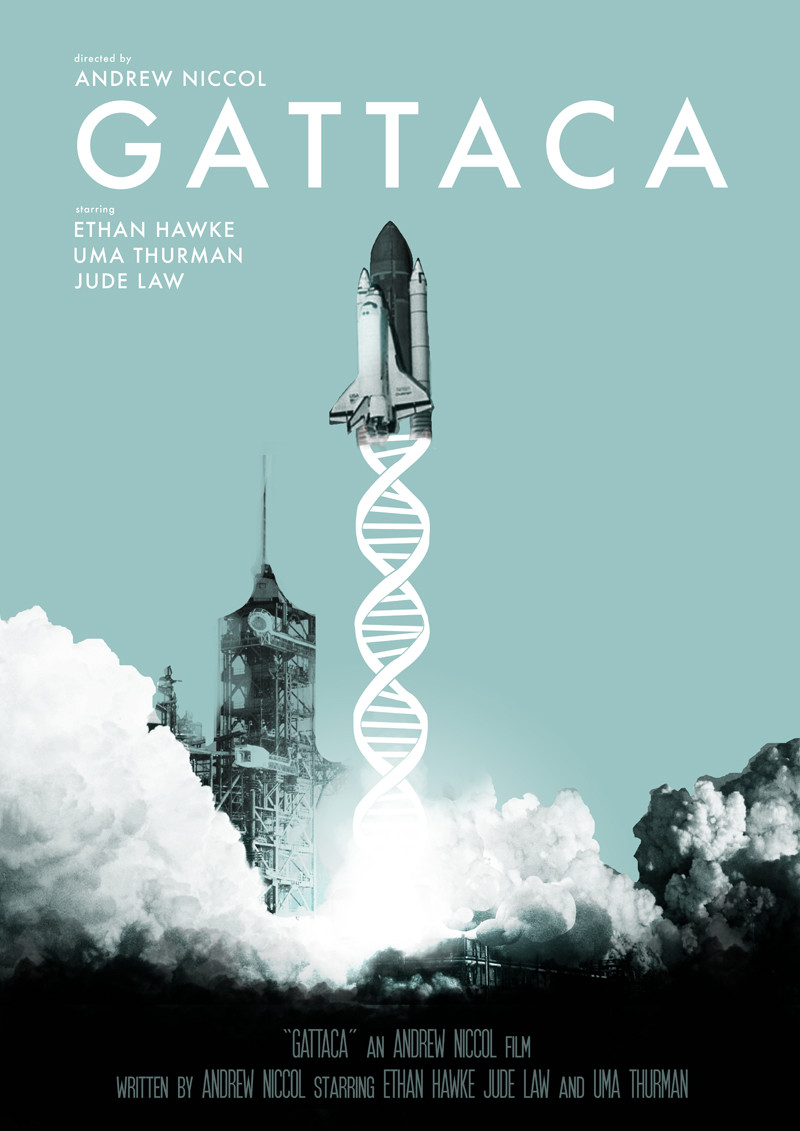 directed by
ANDREW NICCOL
GATTACA
starring
ETHAN HAWKE
UMA THURMAN
JUDE LAW
“GATTACA” AN ANDREW NICCOL FILM
WRITTEN BY ANDREW NICCOL STARRING ETHAN HAWKE JUDE LAW AND UMA THURMAN